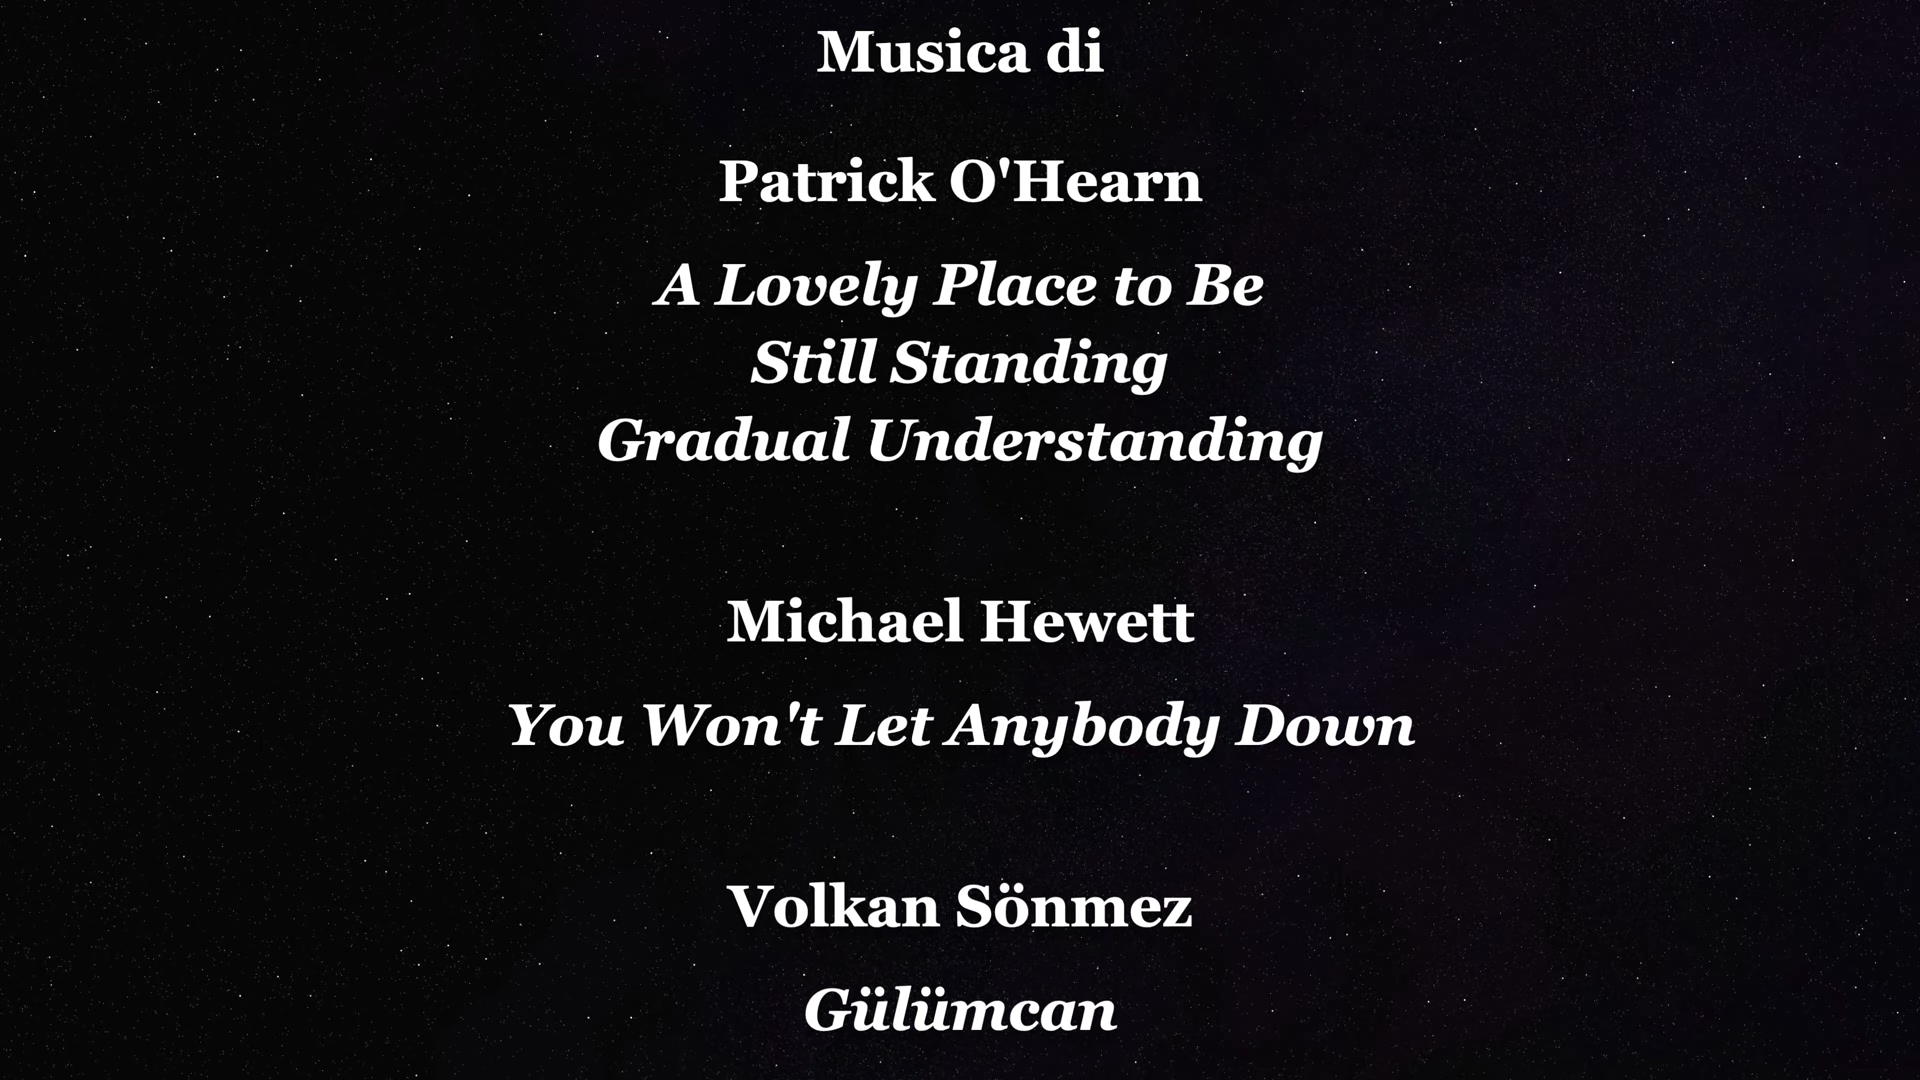 Musica di
Patrick O'Hearn
A Lovely Place to Be
Still Standing
Gradual Understanding
Michael Hewett
You Won't Let Anybody Down
Volkan Sönmez
Gülümcan